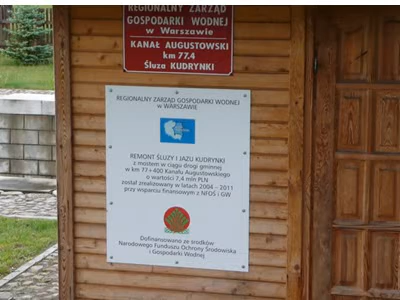 REGIONALNY ZARZĄD
GOSPODARKI WODNEJ
w Warszawie
KANAŁ AUGUSTOWSKI
km 77.4
Śluza KUDRYNKI
REGIONALNY ZARZĄD GOSPODARKI WODNEJ
w WARSZAWIE
REMONT ŚLUZY I JAZU KUDRYNKI
z mostem w ciągu drogi gminnej
w km 77+400 Kanału Augustowskiego
o wartości 7,4 mln PLN
został zrealizowany w latach 2004 - 2011
przy wsparciu finansowym z NFOŚ i GW
Dofinansowano ze środków
Narodowego Funduszu Ochrony Środowiska
i Gospodarki Wodnej